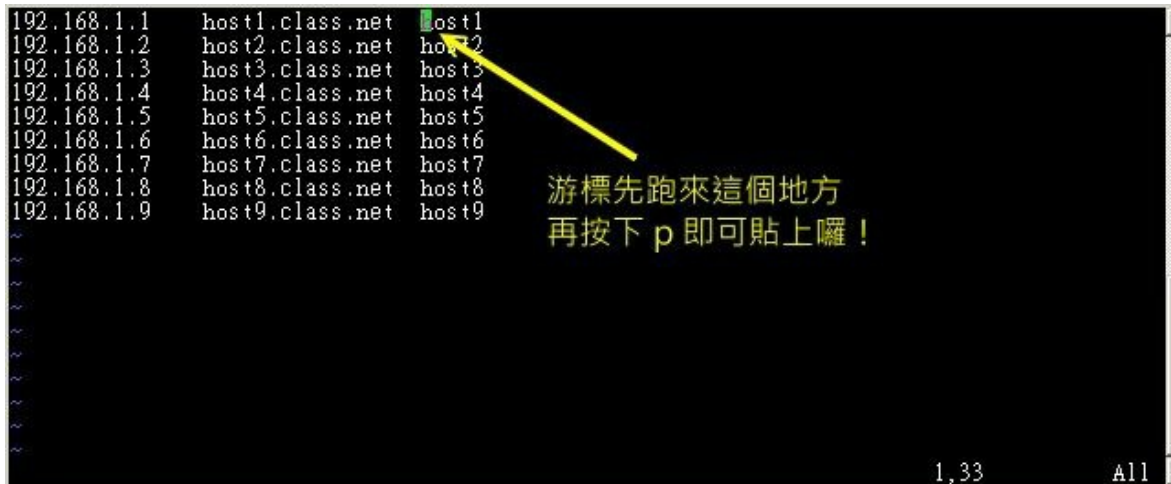 192.168.1.1 host1.class.net host1
192.168.1.2 host2.class.net host2
192.168.1.3 host3.class.net host3
192.168.1.4 host4.class.net host4
192.168.1.5 host5.class.net host5
192.168.1.6 host6.class.net host6
192.168.1.7 host7.class.net host7
192.168.1.8 host8.class.net host8
192.168.1.9 host9.class.net host9
~
~
~
~
~
~
~
~
~
~
游標先跑來這個地方
再按下 p 即可貼上囉！
1,33 All